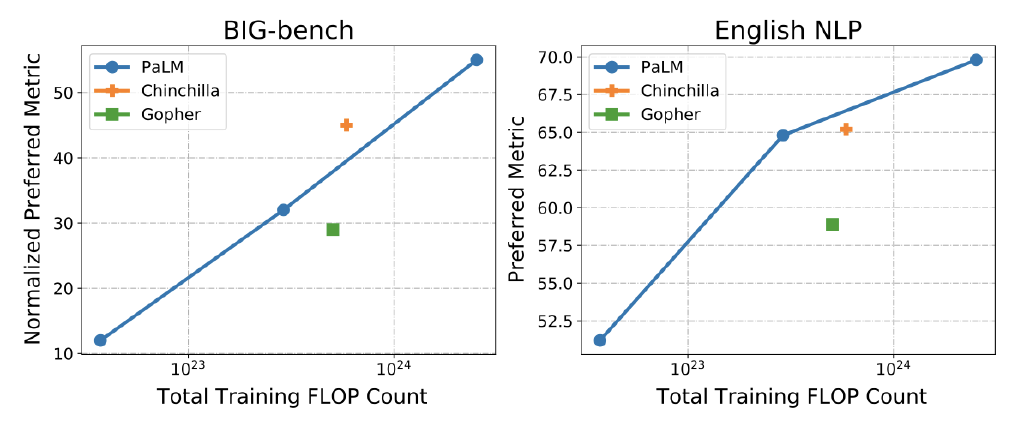 BIG-bench
Normalized Preferred Metric
50
40
30
20
10
PaLM
Chinchilla
Gopher
10^23
10^24
Total Training FLOP Count
English NLP
Preferred Metric
70.0
67.5
65.0
62.5
60.0
57.5
55.0
52.5
PaLM
Chinchilla
Gopher
10^23
10^24
Total Training FLOP Count